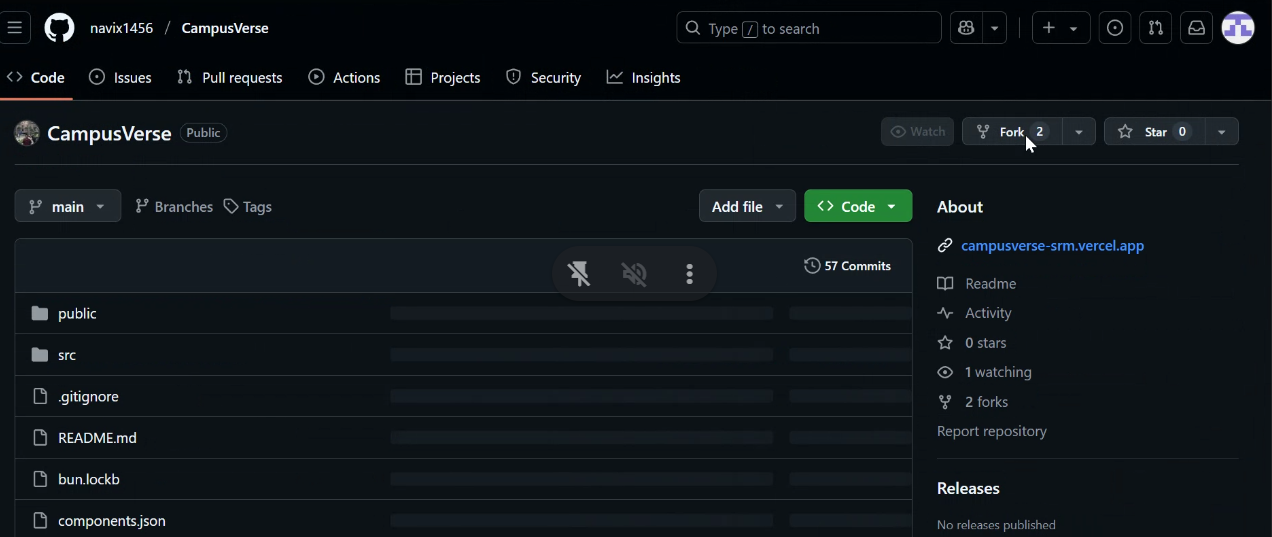 navix1456 / CampusVerse
Type / to search
Code Issues Pull requests Actions Projects Security Insights
CampusVerse Public
Watch Fork 2 Star 0
main Branches Tags
Add file Code
57 Commits
public
src
.gitignore
README.md
bun.lockb
components.json
About
campusverse-srm.vercel.app
Readme
Activity
0 stars
1 watching
2 forks
Report repository
Releases
No releases published